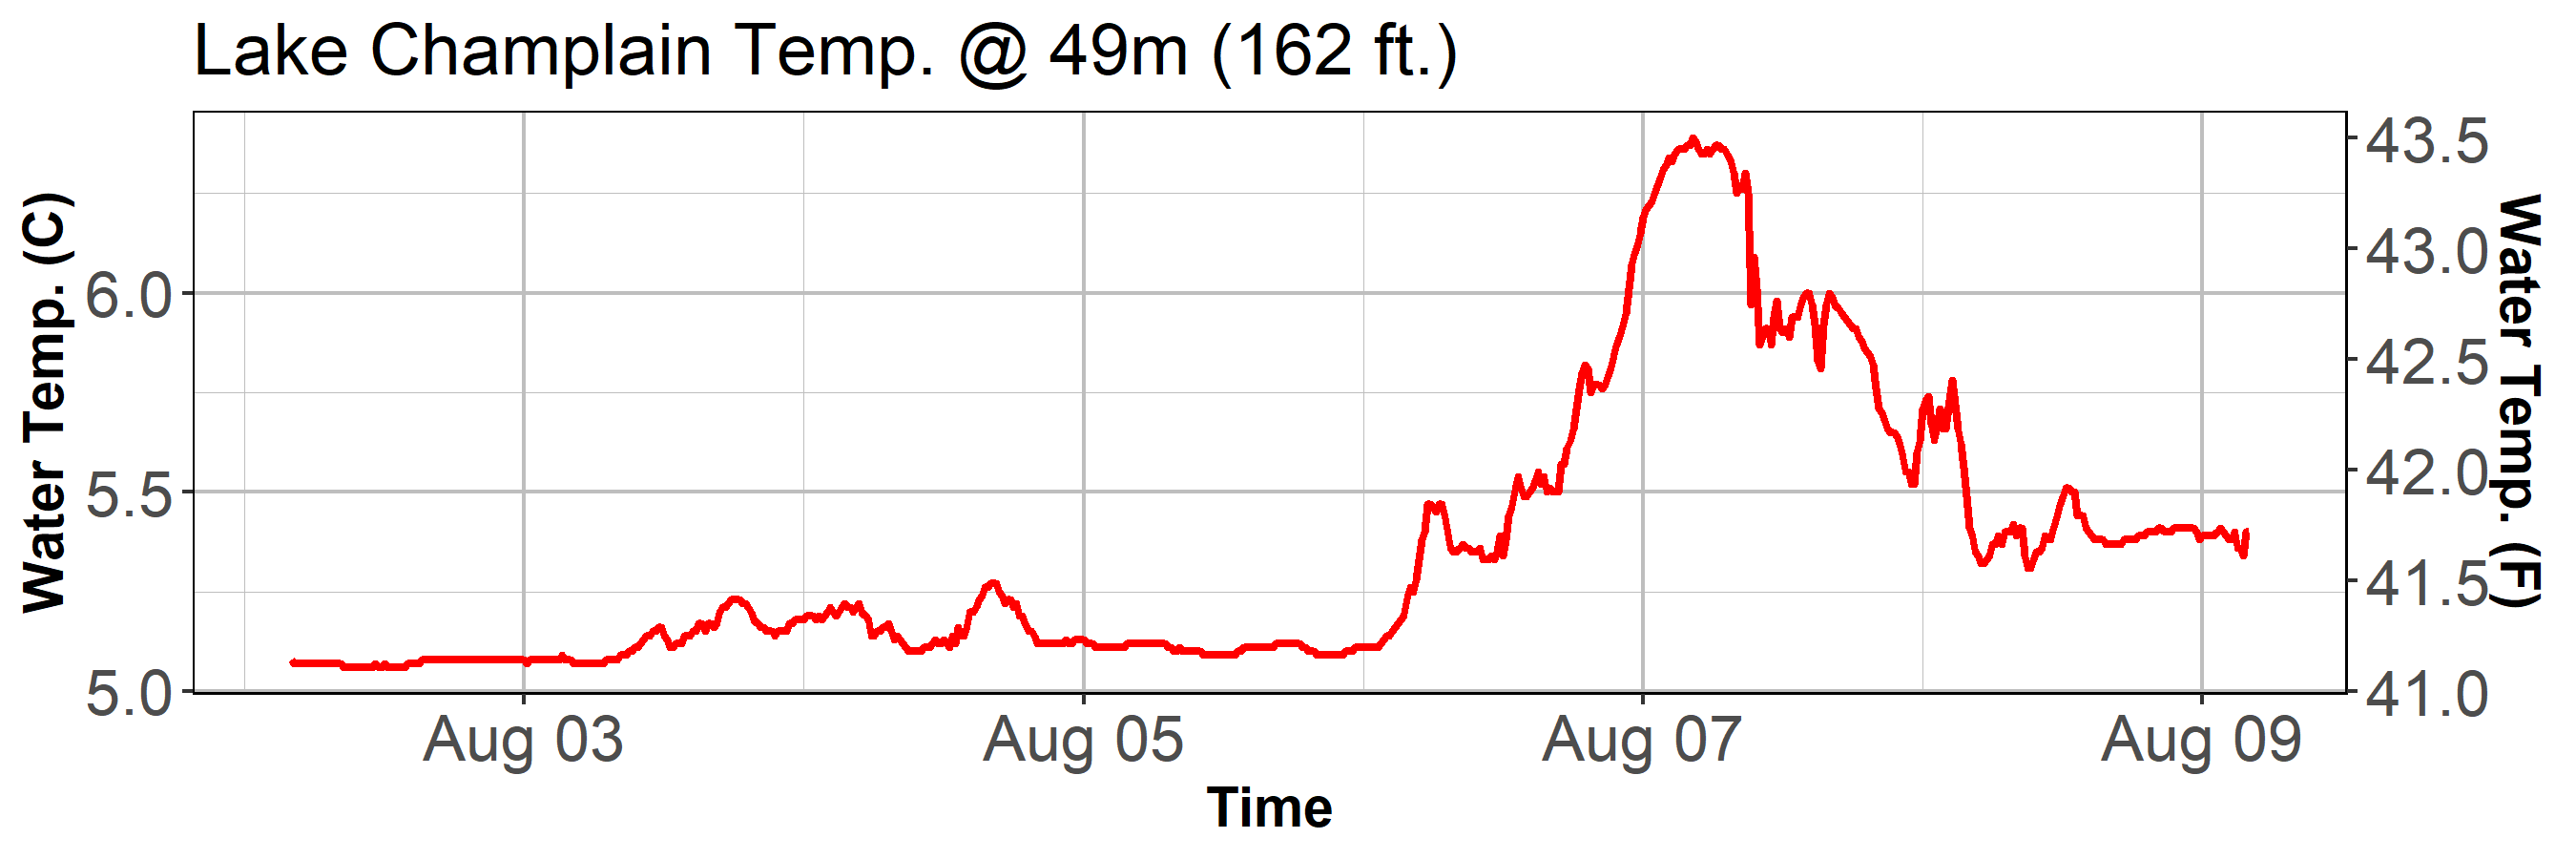 Lake Champlain Temp. @ 49m (162 ft.)
Water Temp. (C)
6.0
5.5
5.0
43.5
43.0
42.5
42.0
41.5
41.0
Water Temp. (F)
Aug 03
Aug 05
Aug 07
Aug 09
Time